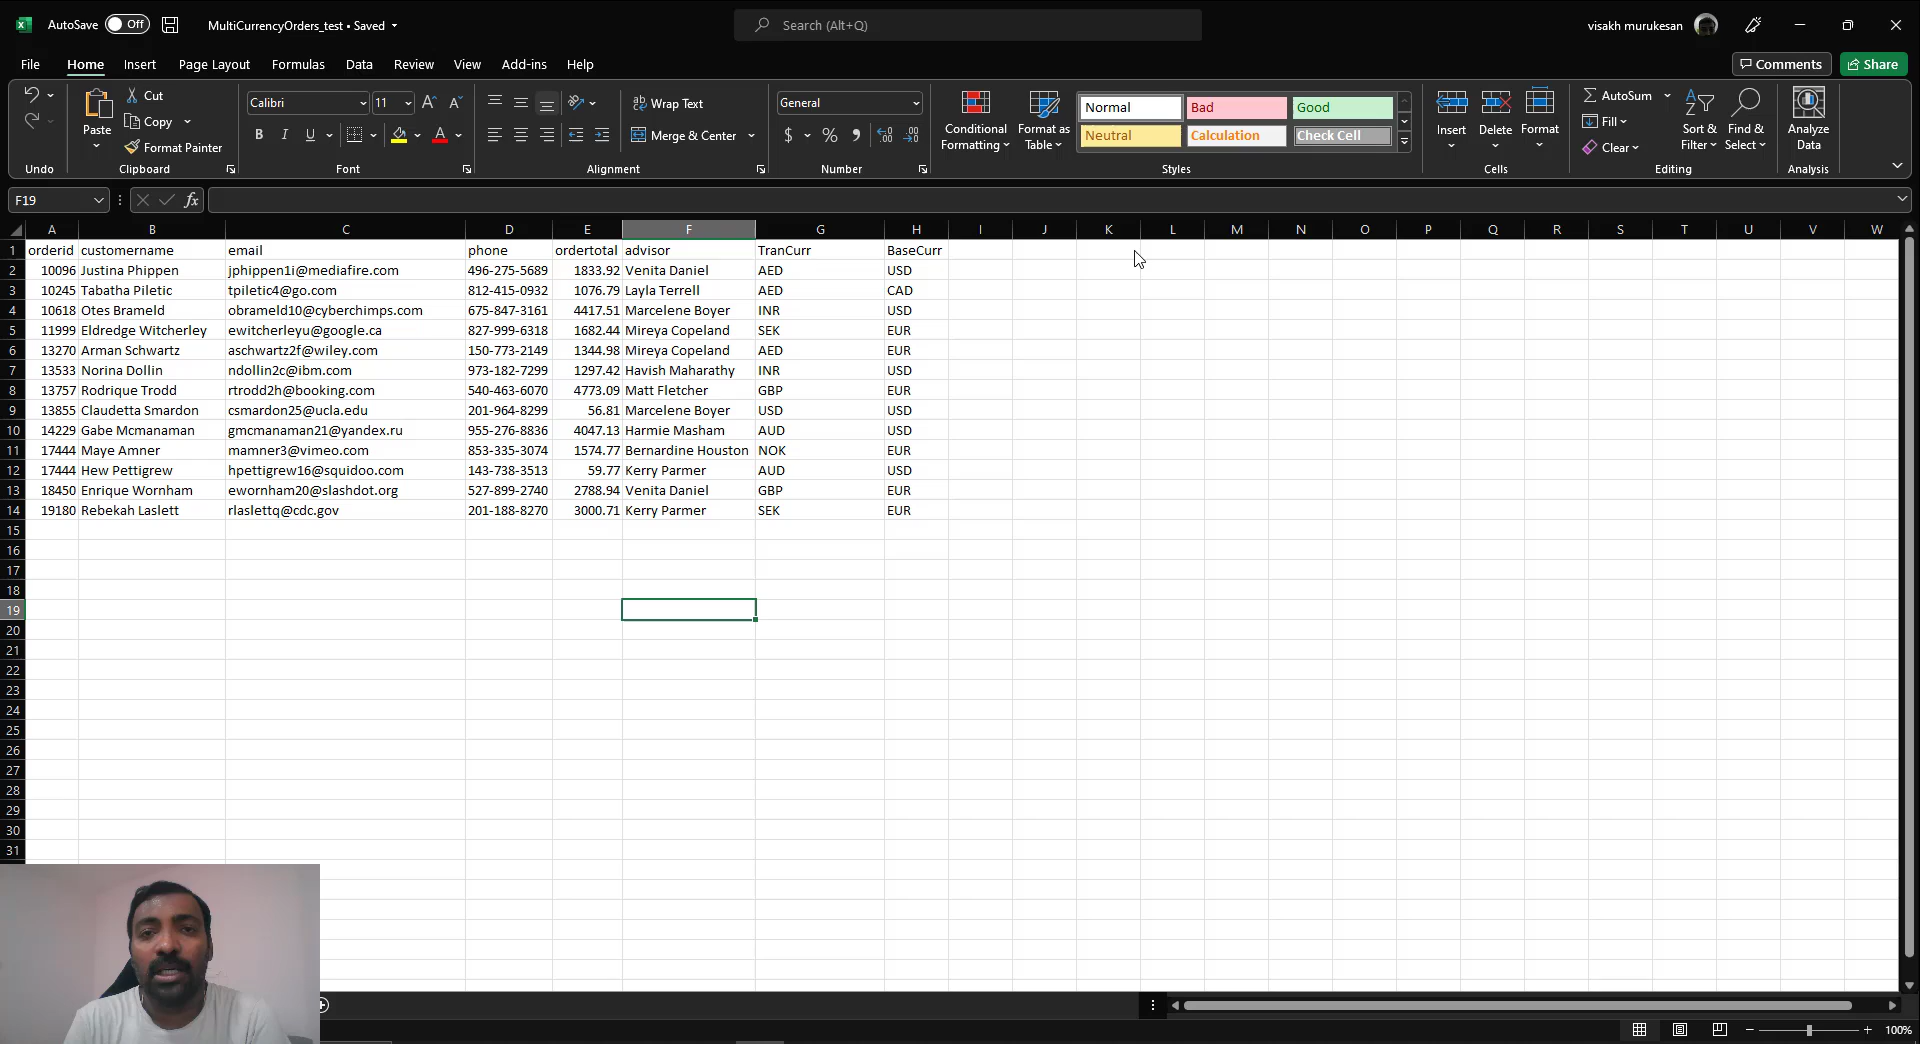 AutoSave Off MultiCurrencyOrders_test • Saved Search (Alt+Q) visakh murukesan
File Home Insert Page Layout Formulas Data Review View Add-ins Help Comments Share
Undo
Paste Cut Copy Format Painter Clipboard
Calibri 11 B I U A Font
Wrap Text Merge & Center Alignment
General $ % Number
Conditional Formatting Format as Table
Normal Bad Good
Neutral Calculation Check Cell
Styles
Insert Delete Format Cells
AutoSum Fill Clear Sort & Filter Find & Select Editing
Analyze Data Analysis
F19 fx
A B C D E F G H I J K L M N O P Q R S T U V W
1 orderid customername email phone ordertotal advisor TranCurr BaseCurr
2 10096 Justina Phippen jphippen1i@mediafire.com 496-275-5689 1833.92 Venita Daniel AED USD
3 10245 Tabatha Piletic tpiletic4@go.com 812-415-0932 1076.79 Layla Terrell AED CAD
4 10618 Otes Brameld obrameld10@cyberchimps.com 675-847-3161 4417.51 Marcelene Boyer INR USD
5 11999 Eldredge Witcherley ewitcherleyu@google.ca 827-999-6318 1682.44 Mireya Copeland SEK EUR
6 13270 Arman Schwartz aschwartz2f@wiley.com 150-773-2149 1344.98 Mireya Copeland AED EUR
7 13533 Norina Dollin ndollin2c@ibm.com 973-182-7299 1297.42 Havish Maharathy INR USD
8 13757 Rodrique Trodd rtrodd2h@booking.com 540-463-6070 4773.09 Matt Fletcher GBP EUR
9 13855 Claudetta Smardon csmardon25@ucla.edu 201-964-8299 56.81 Marcelene Boyer USD USD
10 14229 Gabe Mcmanaman gmcmanaman21@yandex.ru 955-276-8836 4047.13 Harmie Masham AUD USD
11 17444 Maye Amner mamner3@vimeo.com 853-335-3074 1574.77 Bernardine Houston NOK EUR
12 17444 Hew Pettigrew hpettigrew16@squidoo.com 143-738-3513 59.77 Kerry Parmer AUD USD
13 18450 Enrique Wornham ewornham20@slashdot.org 527-899-2740 2788.94 Venita Daniel GBP EUR
14 19180 Rebekah Laslett rlaslettq@cdc.gov 201-188-8270 3000.71 Kerry Parmer SEK EUR
15
16
17
18
19
20
21
22
23
24
25
26
27
28
29
30
31
100%